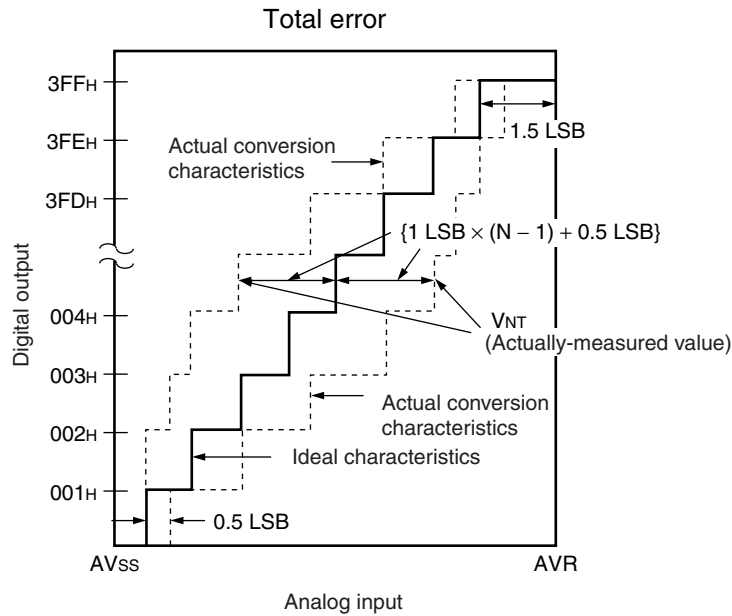 Total error
3FFH
3FEH
3FDH
004H
003H
002H
001H
Digital output
Actual conversion
characteristics
1.5 LSB
{1 LSB × (N − 1) + 0.5 LSB}
VNT
(Actually-measured value)
Actual conversion
characteristics
Ideal characteristics
0.5 LSB
AVSS
AVR
Analog input